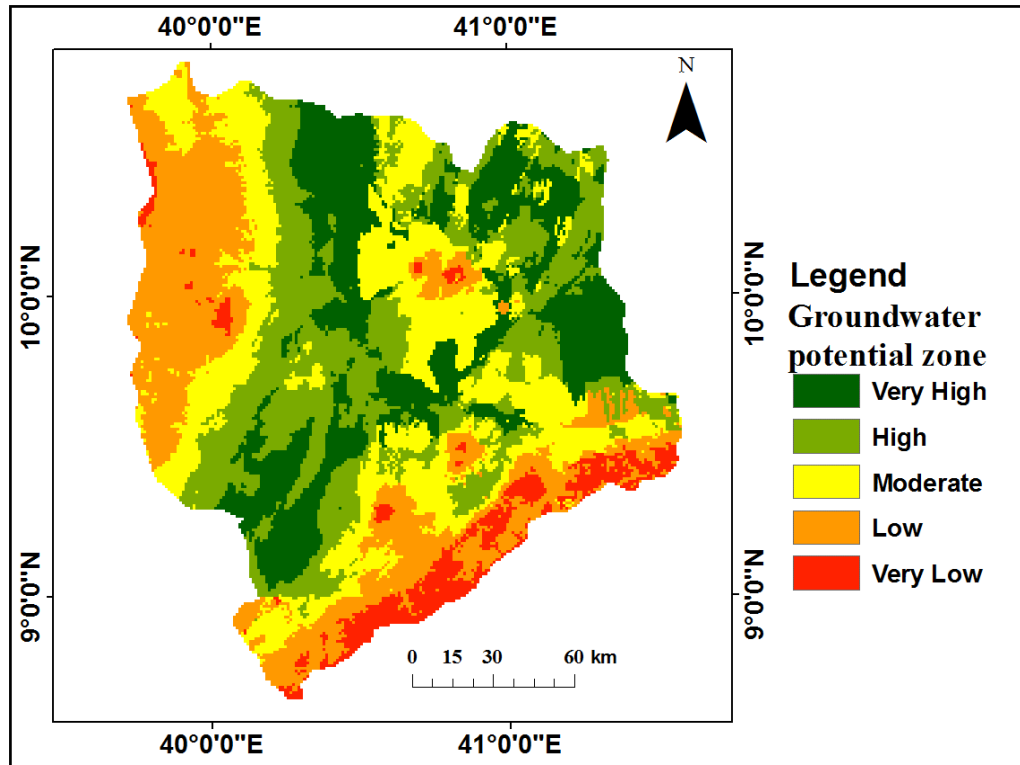 40°0'0"E 41°0'0"E
N
10°0'0"N
10°0'0"N
9°0'0"N
9°0'0"N
Legend
Groundwater
potential zone
Very High
High
Moderate
Low
Very Low
0 15 30 60 km
40°0'0"E 41°0'0"E